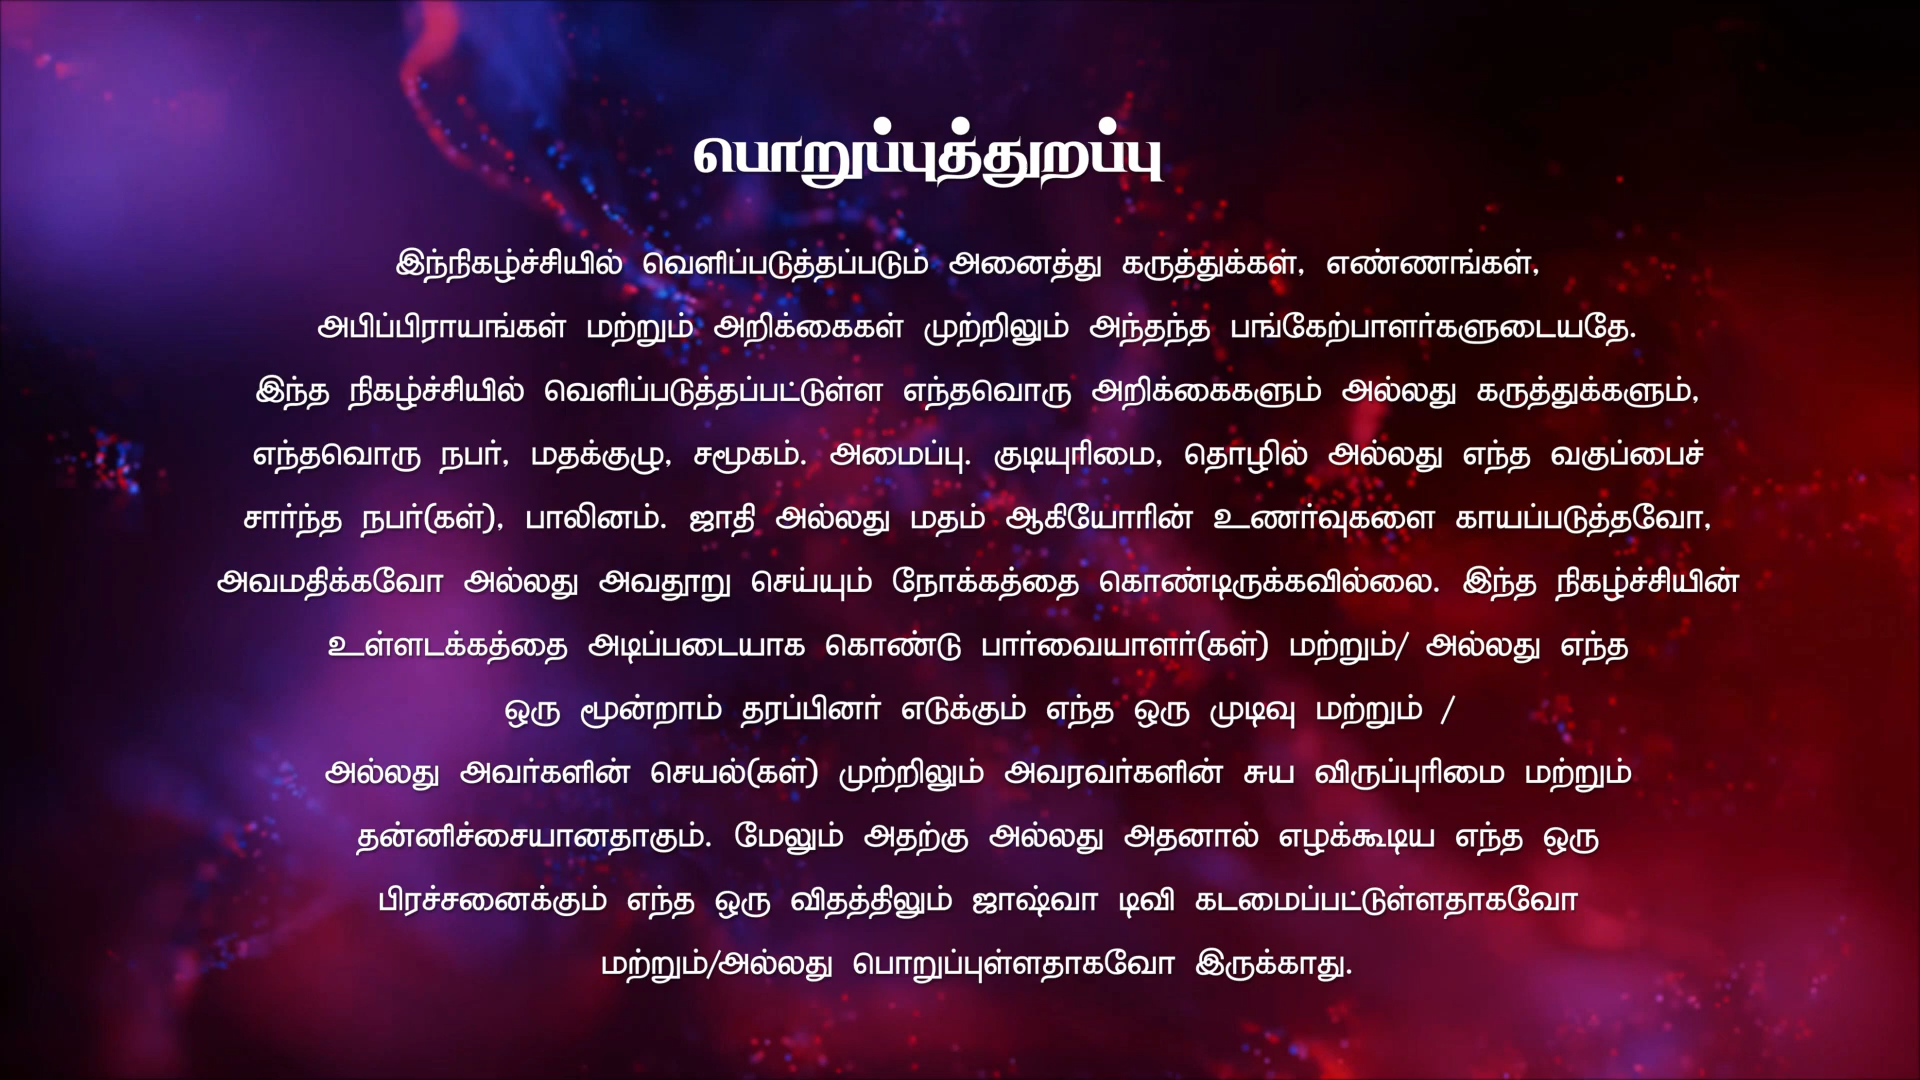 பொறுப்புத்துறப்பு
இந்நிகழ்ச்சியில் வெளிப்படுத்தப்படும் அனைத்து கருத்துக்கள், எண்ணங்கள்,
அபிப்பிராயங்கள் மற்றும் அறிக்கைகள் முற்றிலும் அந்தந்த பங்கேற்பாளர்களுடையதே.
இந்த நிகழ்ச்சியில் வெளிப்படுத்தப்பட்டுள்ள எந்தவொரு அறிக்கைகளும் அல்லது கருத்துக்களும்,
எந்தவொரு நபர், மதக்குழு, சமூகம். அமைப்பு. குடியுரிமை, தொழில் அல்லது எந்த வகுப்பைச்
சார்ந்த நபர்(கள்), பாலினம். ஜாதி அல்லது மதம் ஆகியோரின் உணர்வுகளை காயப்படுத்தவோ,
அவமதிக்கவோ அல்லது அவதூறு செய்யும் நோக்கத்தை கொண்டிருக்கவில்லை. இந்த நிகழ்ச்சியின்
உள்ளடக்கத்தை அடிப்படையாக கொண்டு பார்வையாளர்(கள்) மற்றும்/ அல்லது எந்த
ஒரு மூன்றாம் தரப்பினர் எடுக்கும் எந்த ஒரு முடிவு மற்றும் /
அல்லது அவர்களின் செயல்(கள்) முற்றிலும் அவரவர்களின் சுய விருப்புரிமை மற்றும்
தன்னிச்சையானதாகும். மேலும் அதற்கு அல்லது அதனால் எழக்கூடிய எந்த ஒரு
பிரச்சனைக்கும் எந்த ஒரு விதத்திலும் ஜாஷ்வா டிவி கடமைப்பட்டுள்ளதாகவோ
மற்றும்/அல்லது பொறுப்புள்ளதாகவோ இருக்காது.